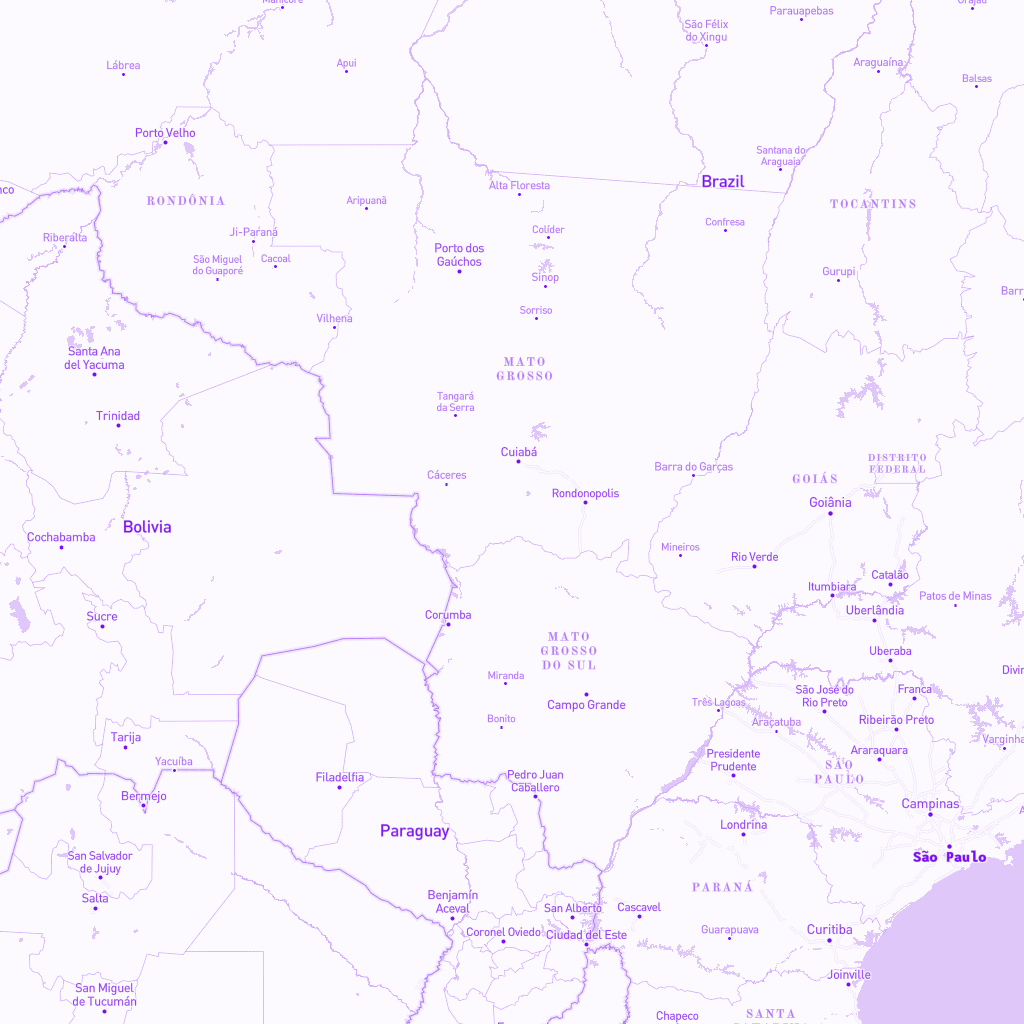 Manicoré
Parauapebas
Grajaú
São Félix
do Xingu
Lábrea
Apui
Araguaína
Balsas
Porto Velho
Santana do
Araguaia
Brazil
Alta Floresta
RONDÔNIA
Aripuanã
TOCANTINS
Confresa
Colíder
Ji-Paraná
Riberalta
Porto dos
Gaúchos
São Miguel
do Guaporé
Cacoal
Sinop
Gurupi
Sorriso
Vilhena
Santa Ana
del Yacuma
MATO
GROSSO
Tangará
da Serra
Trinidad
Cuiabá
DISTRITO
FEDERAL
Barra do Garças
Cáceres
GOIÁS
Rondonopolis
Goiânia
Bolivia
Cochabamba
Mineiros
Rio Verde
Catalão
Itumbiara
Patos de Minas
Uberlândia
Corumba
Sucre
MATO
GROSSO
DO SUL
Uberaba
Miranda
Divin
São José do
Rio Preto
Franca
Três Lagoas
Campo Grande
Bonito
Araçatuba
Ribeirão Preto
Tarija
Varginha
Araraquara
Presidente
Prudente
Yacuíba
SÃO
PAULO
Filadelfia
Pedro Juan
Caballero
Bermejo
Campinas
Londrina
Paraguay
São Paulo
San Salvador
de Jujuy
PARANÁ
Salta
Benjamín
Aceval
San Alberto
Cascavel
Coronel Oviedo
Ciudad del Este
Guarapuava
Curitiba
Joinville
San Miguel
de Tucumán
SANTA
Chapeco